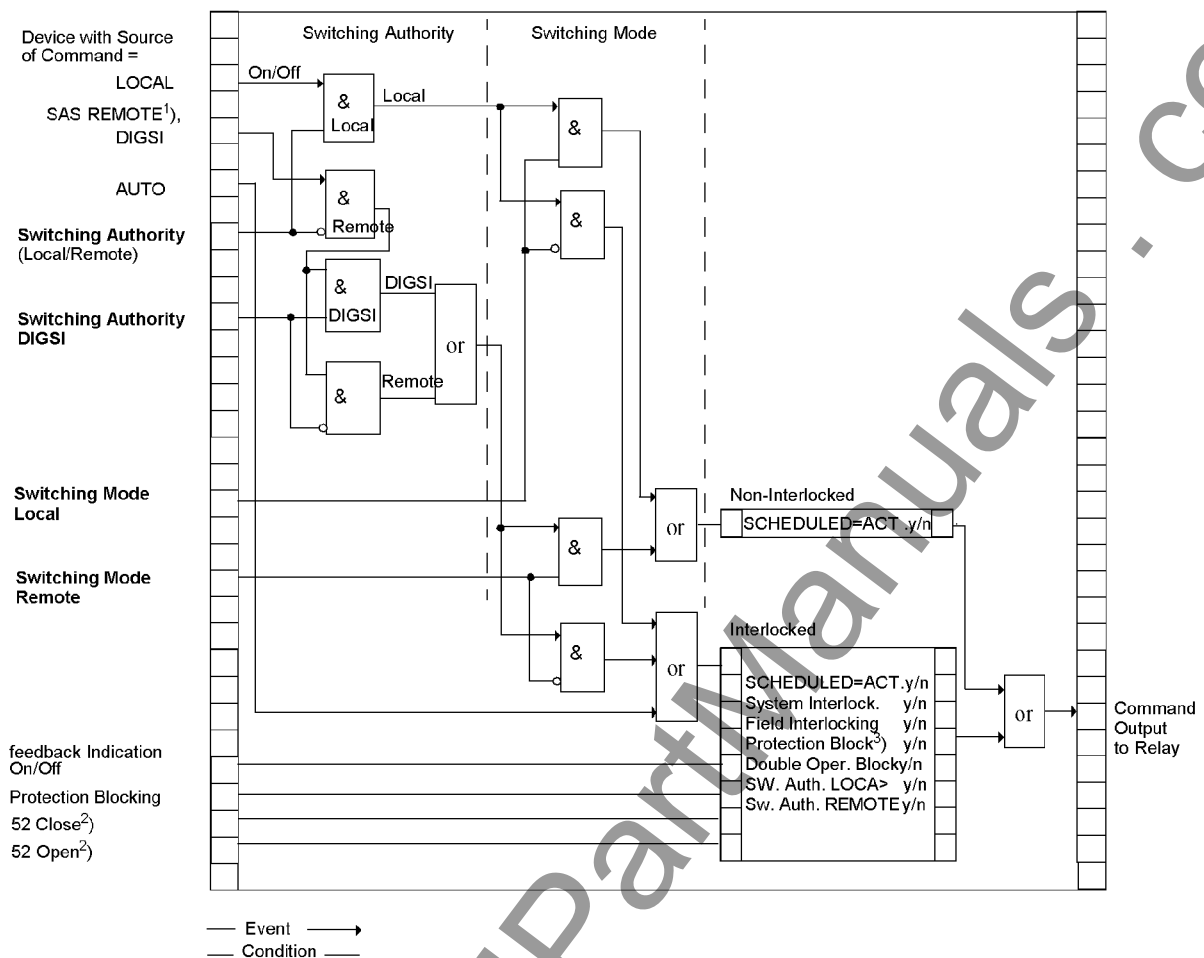 Switching Authority
Switching Mode
Device with Source
of Command =
LOCAL
On/Off
&
Local
Local
&
SAS REMOTE1),
DIGSI
AUTO
&
Remote
&
Switching Authority
(Local/Remote)
&
DIGSI
DIGSI
Switching Authority
DIGSI
or
&
Remote
Switching Mode
Local
or
Non-Interlocked
SCHEDULED=ACT .y/n
&
Switching Mode
Remote
&
or
Interlocked
SCHEDULED=ACT.y/n
System Interlock. y/n
Field Interlocking y/n
Protection Block3) y/n
Double Oper. Blocky/n
SW. Auth. LOCA> y/n
Sw. Auth. REMOTE y/n
or
Command
Output
to Relay
feedback Indication
On/Off
Protection Blocking
52 Close2)
52 Open2)
Event
Condition
PartManuals . co